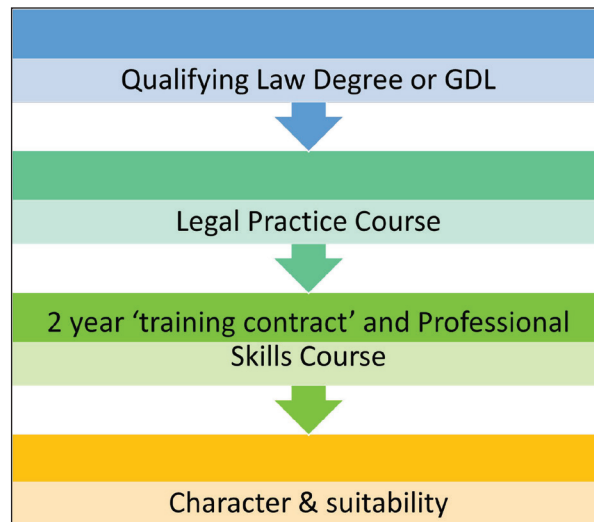 Qualifying Law Degree or GDL
Legal Practice Course
2 year ‘training contract’ and Professional
Skills Course
Character & suitability